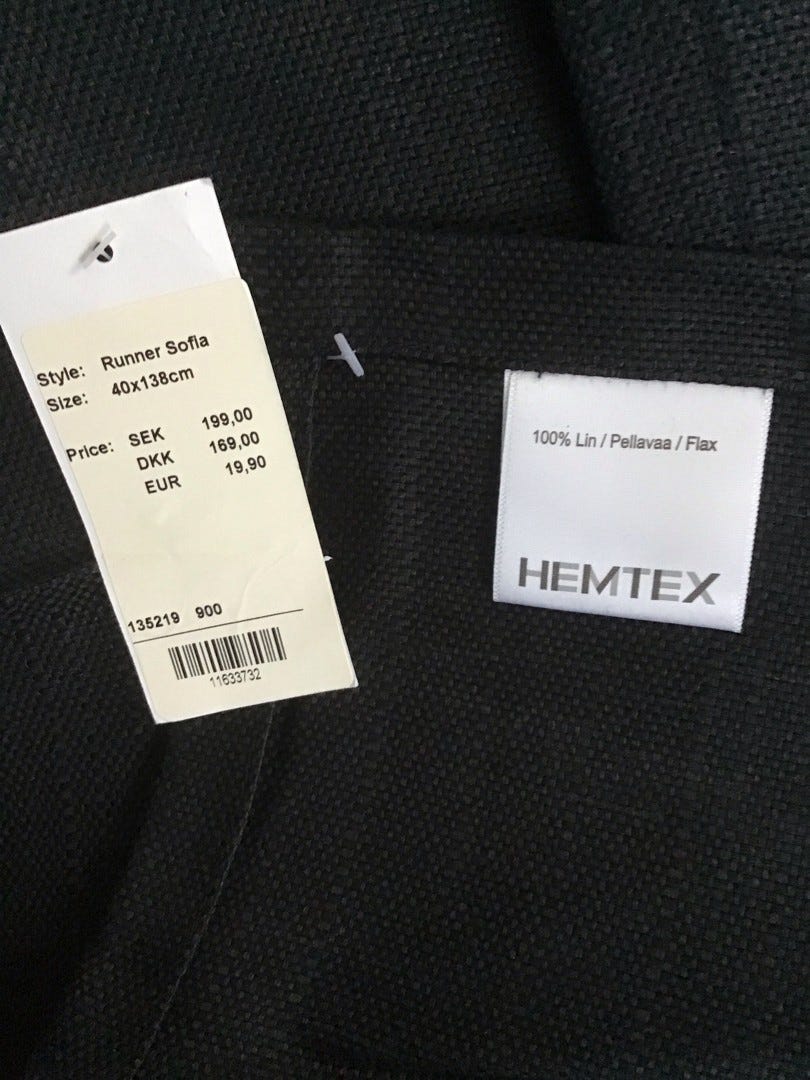 Style: Runner Sofia
Size: 40x138cm
Price: SEK 199,00
DKK 169,00
EUR 19,90
135219 900
11633732
100% Lin / Pellavaa / Flax
HEMTEX